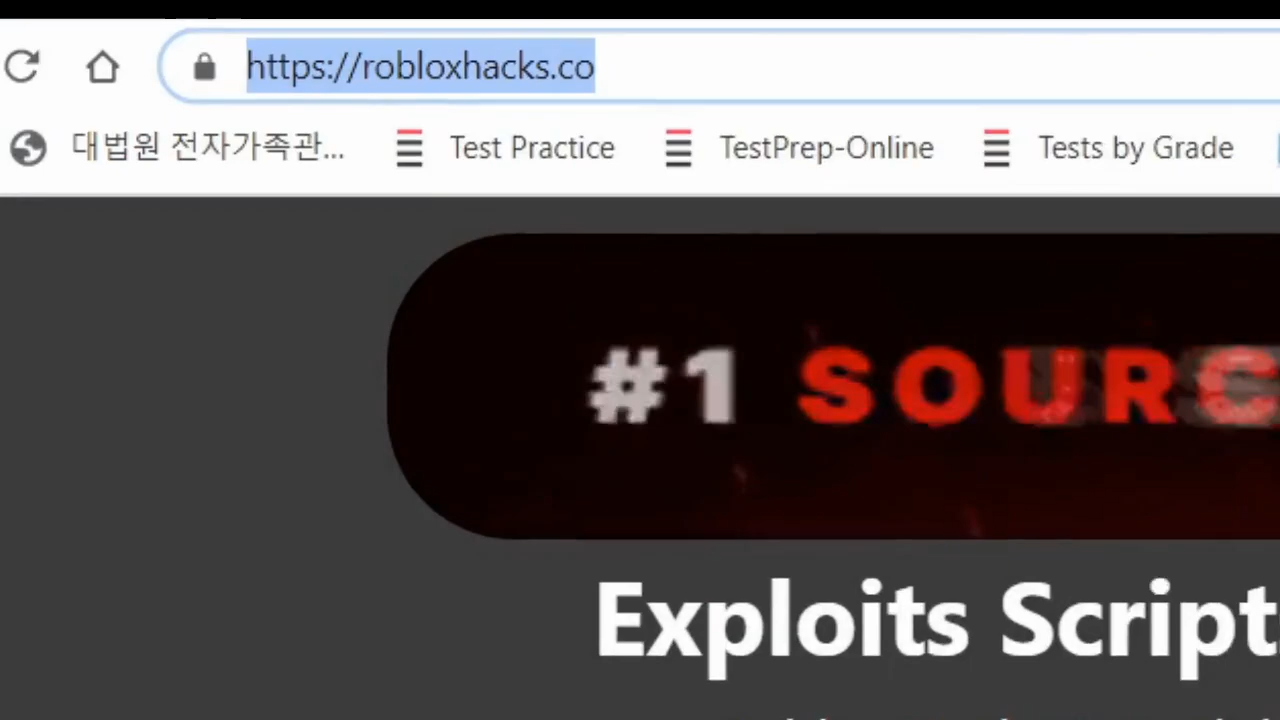 https://robloxhacks.co
대법원 전자가족관... Test Practice TestPrep-Online Tests by Grade
#1 SOURC
Exploits Script